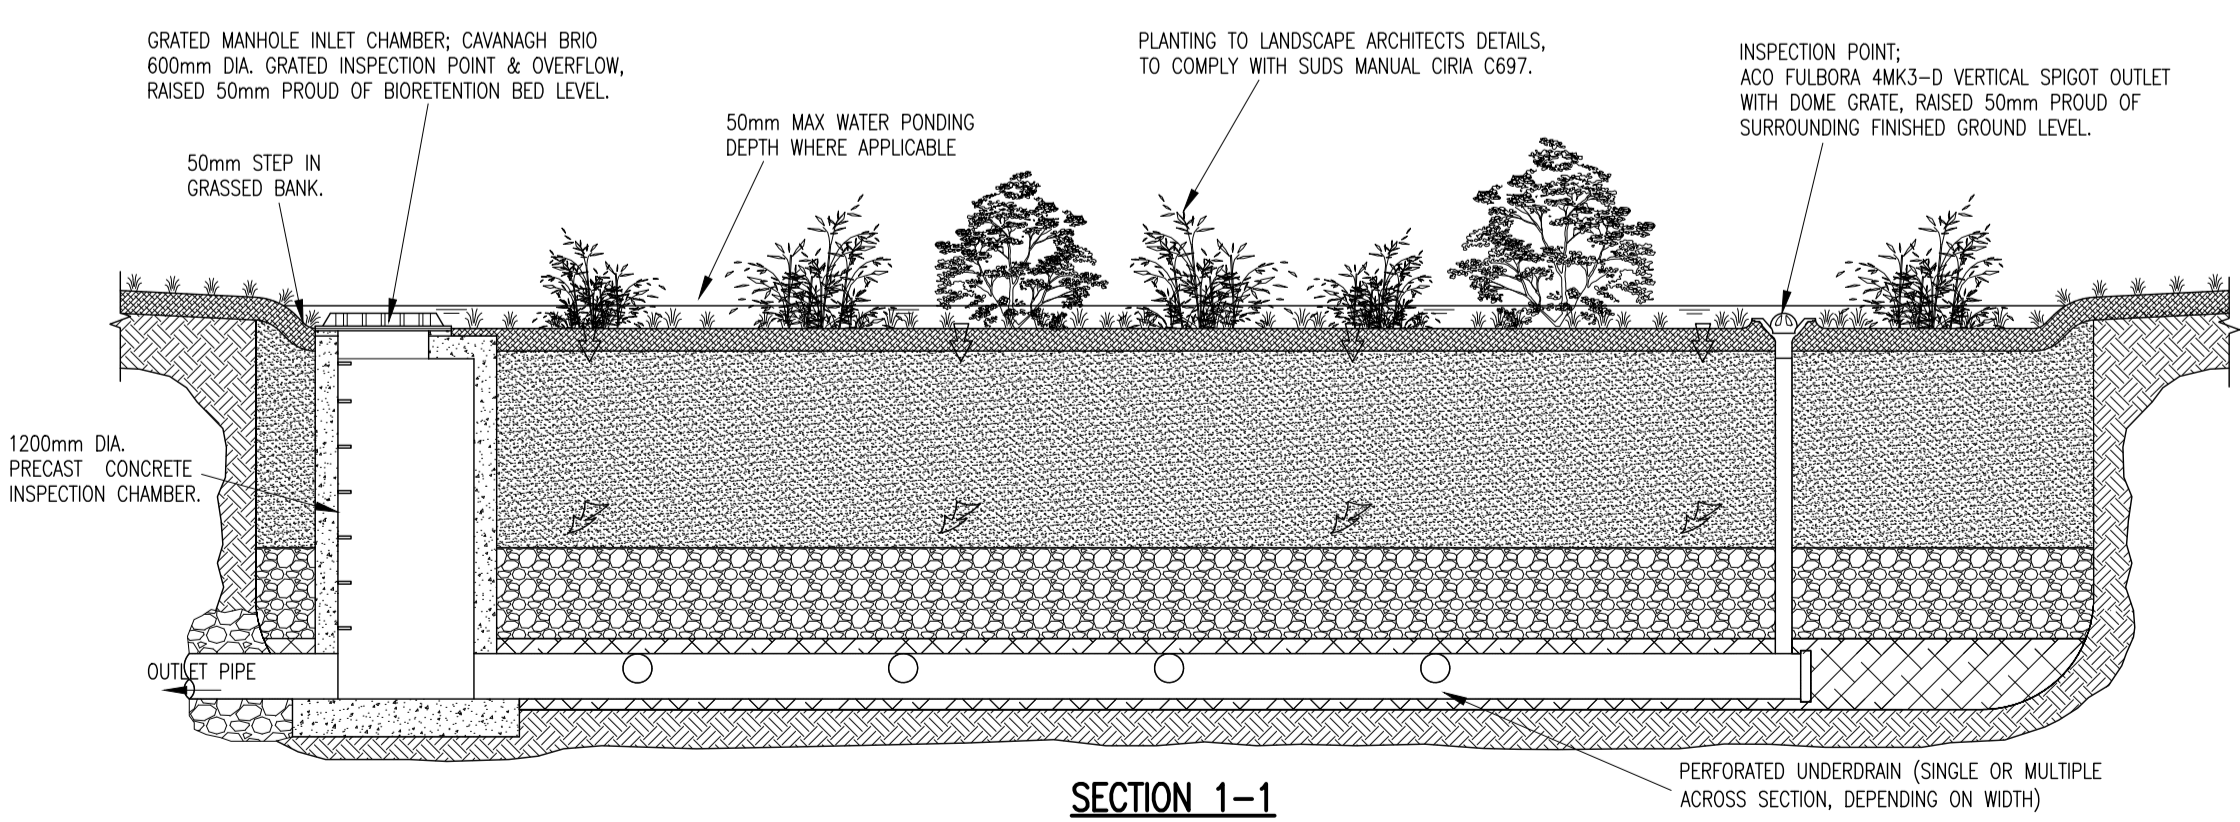 GRATED MANHOLE INLET CHAMBER; CAVANAGH BRIO
600mm DIA. GRATED INSPECTION POINT & OVERFLOW,
RAISED 50mm PROUD OF BIORETENTION BED LEVEL.
50mm STEP IN
GRASSED BANK.
50mm MAX WATER PONDING
DEPTH WHERE APPLICABLE
PLANTING TO LANDSCAPE ARCHITECTS DETAILS,
TO COMPLY WITH SUDS MANUAL CIRIA C697.
INSPECTION POINT;
ACO FULBORA 4MK3-D VERTICAL SPIGOT OUTLET
WITH DOME GRATE, RAISED 50mm PROUD OF
SURROUNDING FINISHED GROUND LEVEL.
1200mm DIA.
PRECAST CONCRETE
INSPECTION CHAMBER.
OUTLET PIPE
PERFORATED UNDERDRAIN (SINGLE OR MULTIPLE
ACROSS SECTION, DEPENDING ON WIDTH)
SECTION 1-1